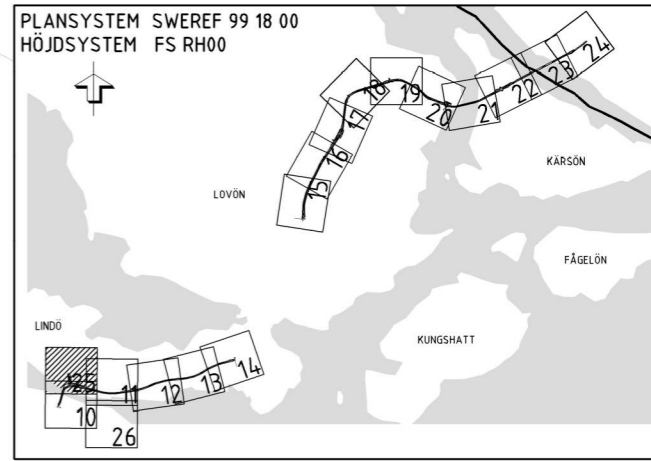 PLANSYSTEM SWEREF 99 18 00
HÖJDSYSTEM FS RH00
24
23
22
21
20
19
18
17
16
15
KÄRSÖN
LOVÖN
FÅGELÖN
KUNGSHATT
LINDÖ
14
13
12
11
25
10
26